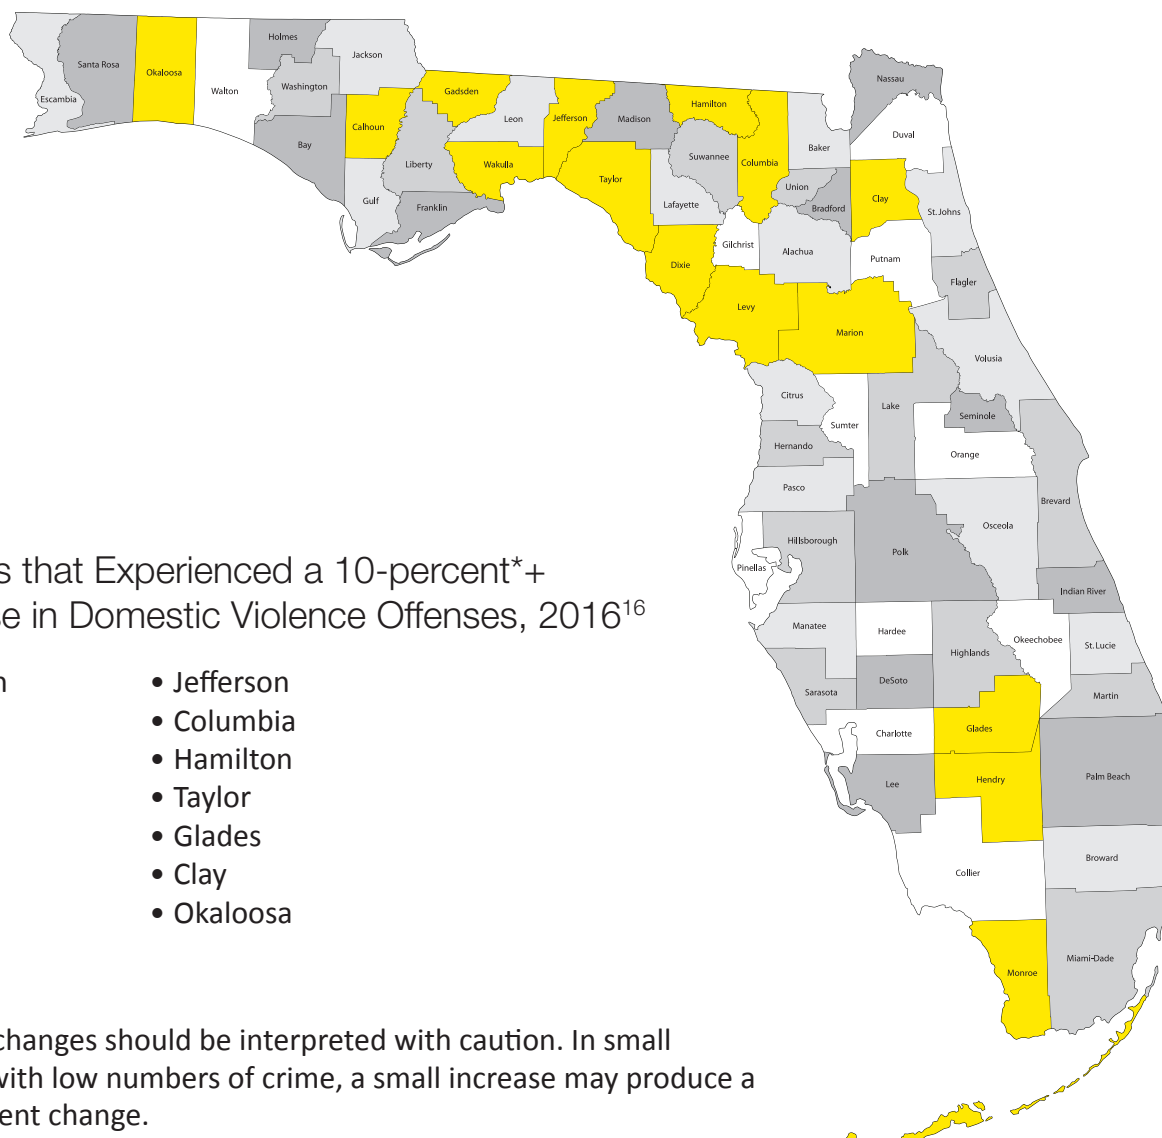 Holmes
Jackson
Santa Rosa
Okaloosa
Walton
Washington
Escambia
Gadsden
Leon
Jefferson
Madison
Hamilton
Nassau
Duval
Calhoun
Bay
Liberty
Wakulla
Taylor
Suwannee
Columbia
Baker
Union
Bradford
Clay
St. Johns
Gulf
Franklin
Lafayette
Gilchrist
Alachua
Putnam
Dixie
Flagler
Levy
Marion
Volusia
Citrus
Sumter
Lake
Seminole
Hernando
Orange
Pasco
Brevard
Osceola
Hillsborough
Polk
Pinellas
Indian River
Manatee
Hardee
Okeechobee
St. Lucie
Highlands
DeSoto
Sarasota
Martin
Charlotte
Glades
Lee
Hendry
Palm Beach
Broward
Collier
Miami-Dade
Monroe
s that Experienced a 10-percent*+
se in Domestic Violence Offenses, 2016¹⁶
n
• Jefferson
• Columbia
• Hamilton
• Taylor
• Glades
• Clay
• Okaloosa
changes should be interpreted with caution. In small
with low numbers of crime, a small increase may produce a
ent change.